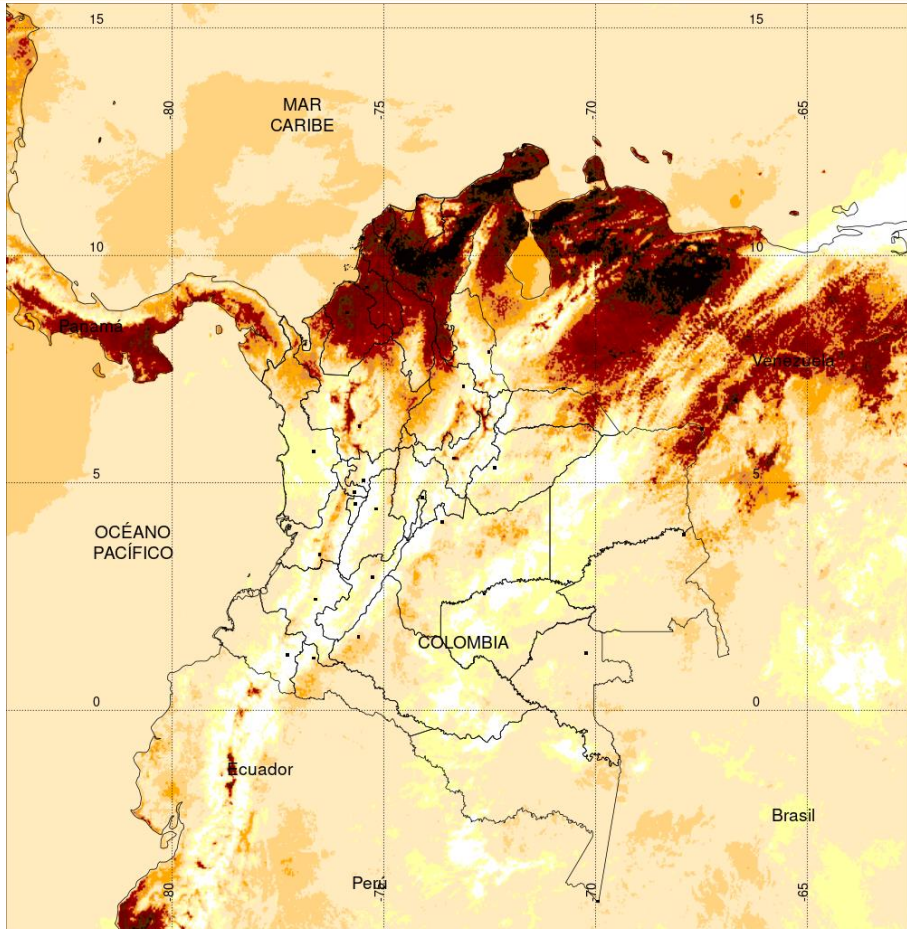 15
15
-80
-75
-70
-65
MAR
CARIBE
10
10
Panamá
Venezuela
5
5
OCÉANO
PACÍFICO
COLOMBIA
0
0
Ecuador
Brasil
Perú
-80
-75
-70
-65